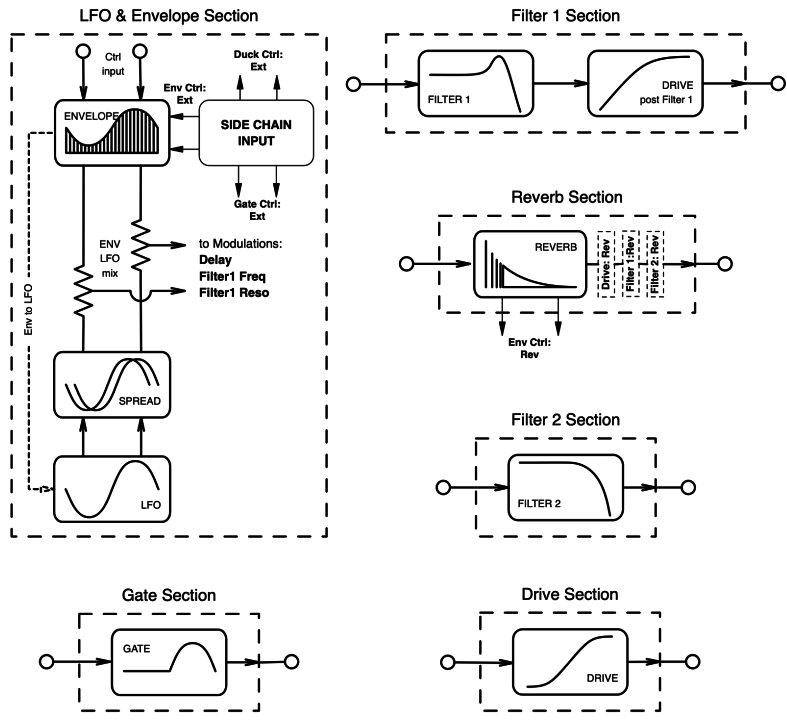 LFO & Envelope Section
Ctrl
input
Duck Ctrl:
Ext
Env Ctrl:
Ext
ENVELOPE
SIDE CHAIN
INPUT
Gate Ctrl:
Ext
ENV
LFO
mix
to Modulations:
Delay
Filter1 Freq
Filter1 Reso
Env to LFO
SPREAD
LFO
Filter 1 Section
FILTER 1
DRIVE
post Filter 1
Reverb Section
REVERB
Drive: Rev
Filter 1:Rev
Filter 2: Rev
Env Ctrl:
Rev
Filter 2 Section
FILTER 2
Gate Section
GATE
Drive Section
DRIVE